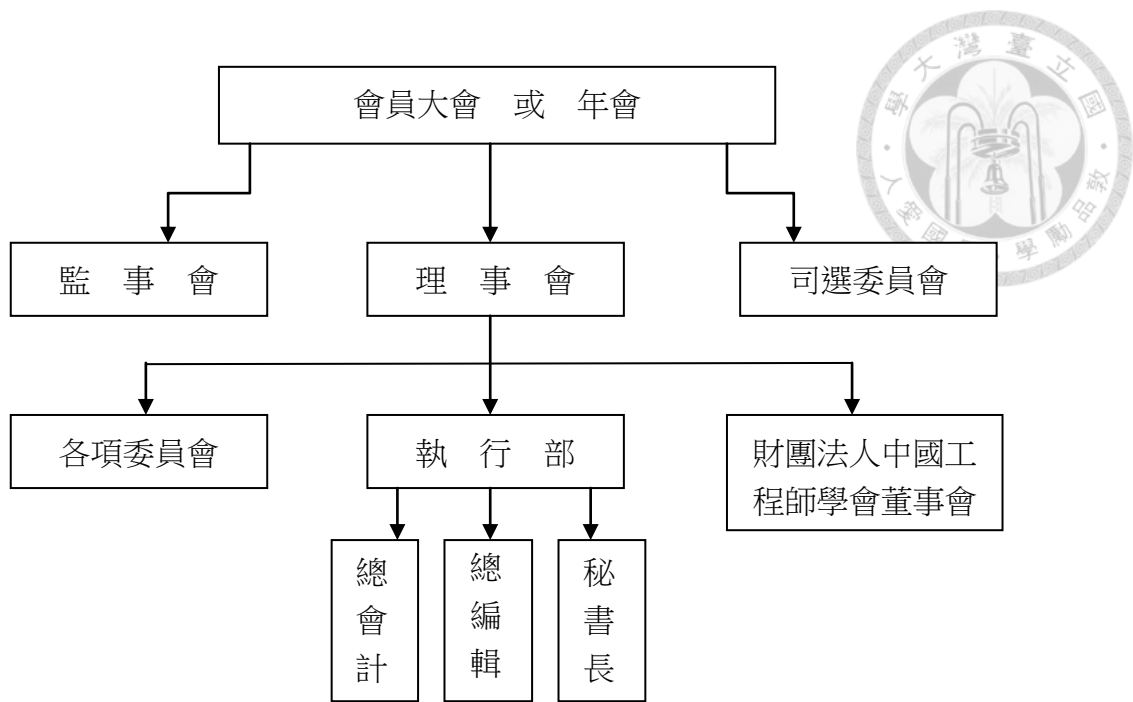 會員大會　或　年會
監　事　會
理　事　會
司選委員會
各項委員會
執　行　部
財團法人中國工
程師學會董事會
總會計
總編輯
秘書長